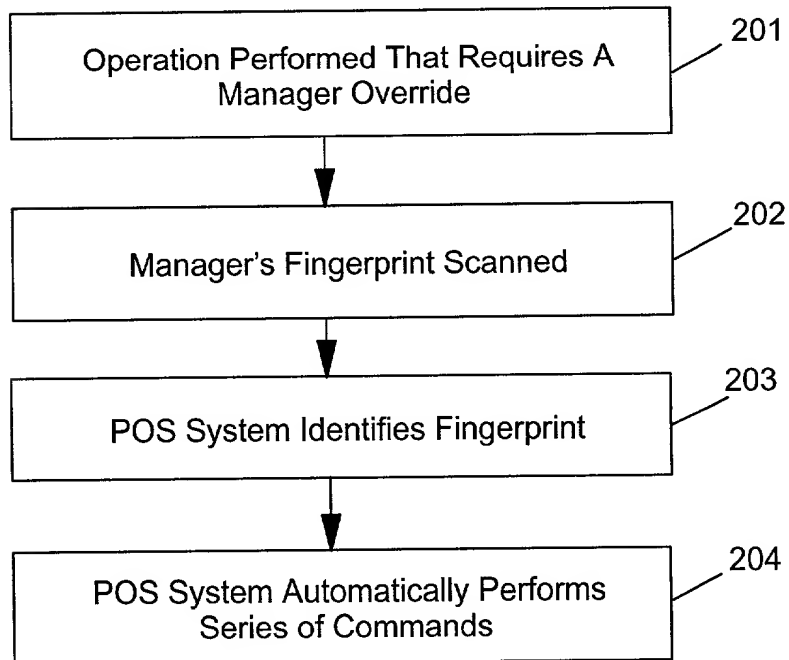 201
Operation Performed That Requires A
Manager Override
202
Manager's Fingerprint Scanned
203
POS System Identifies Fingerprint
204
POS System Automatically Performs
Series of Commands